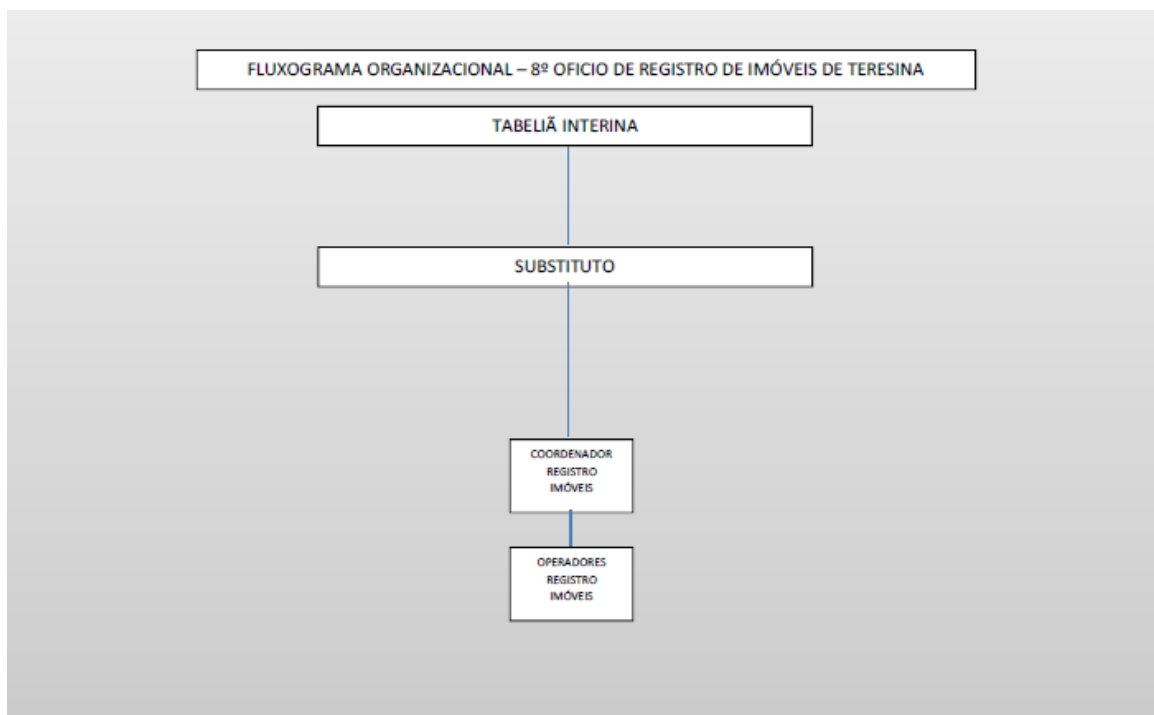 FLUXOGRAMA ORGANIZACIONAL – 8º OFICIO DE REGISTRO DE IMÓVEIS DE TERESINA
TABELIÃ INTERINA
SUBSTITUTO
COORDENADOR
REGISTRO
IMÓVEIS
OPERADORES
REGISTRO
IMÓVEIS